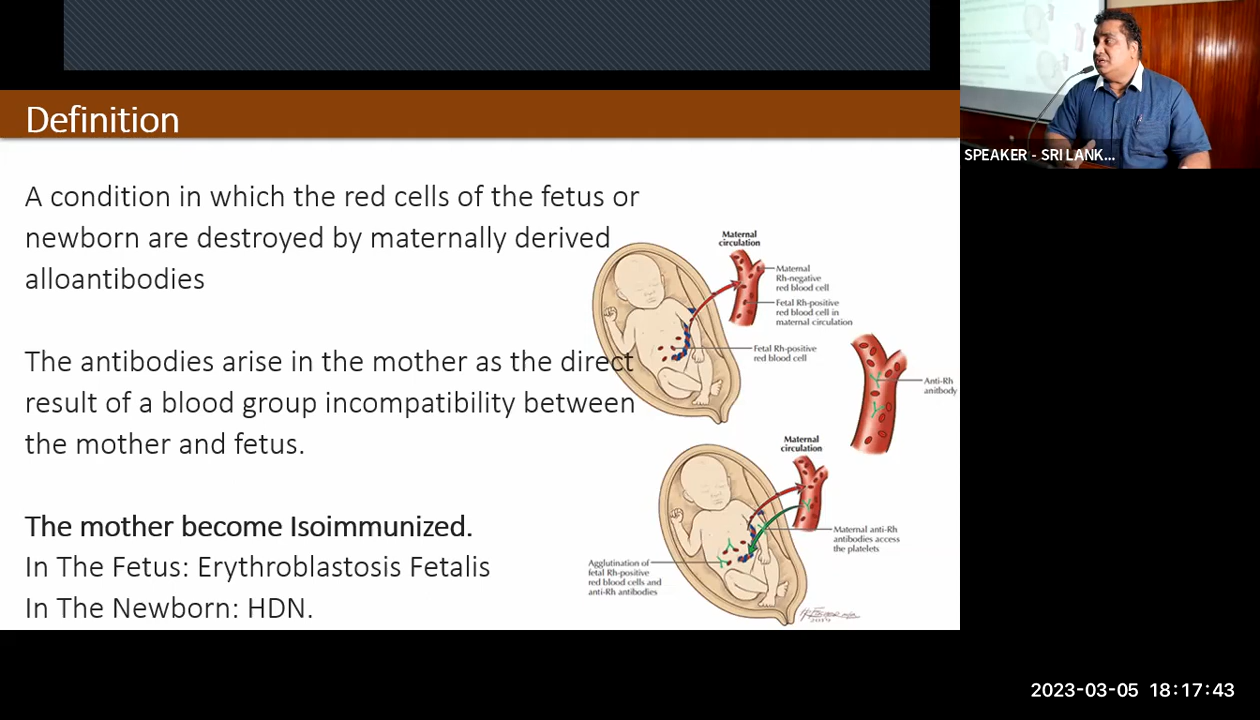 Definition
SPEAKER - SRI LANK...
A condition in which the red cells of the fetus or
newborn are destroyed by maternally derived
alloantibodies
The antibodies arise in the mother as the direct
result of a blood group incompatibility between
the mother and fetus.
The mother become Isoimmunized.
In The Fetus: Erythroblastosis Fetalis
In The Newborn: HDN.
Maternal
circulation
Maternal
Rh-negative
red blood cell
Fetal Rh-positive
red blood cell in
maternal circulation
Fetal Rh-positive
red blood cell
Anti-Rh
anitbody
Maternal
circulation
Maternal anti-Rh
antibodies access
the platelets
Agglutination of
fetal Rh-positive
red blood cells and
anti-Rh antibodies
2023-03-05 18:17:43